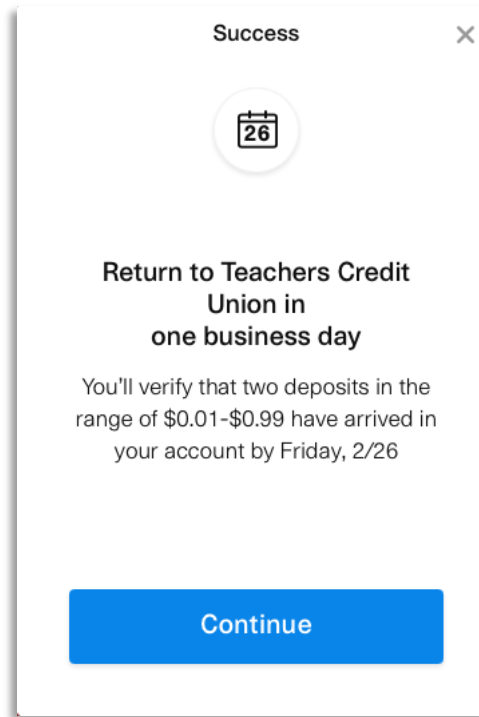 Success
26
Return to Teachers Credit
Union in
one business day
You'll verify that two deposits in the
range of $0.01-$0.99 have arrived in
your account by Friday, 2/26
Continue